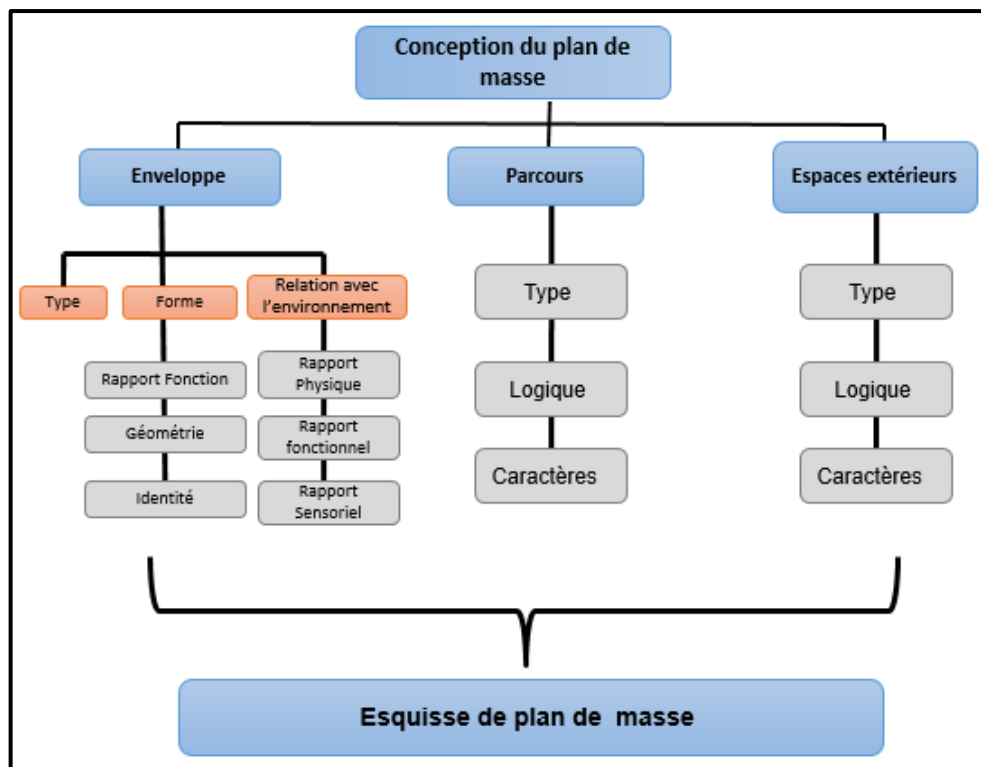 Conception du plan de
masse
Enveloppe
Parcours
Espaces extérieurs
Type
Forme
Relation avec
l'environnement
Rapport Fonction
Géométrie
Identité
Rapport
Physique
Rapport
fonctionnel
Rapport
Sensoriel
Type
Logique
Caractères
Type
Logique
Caractères
Esquisse de plan de masse